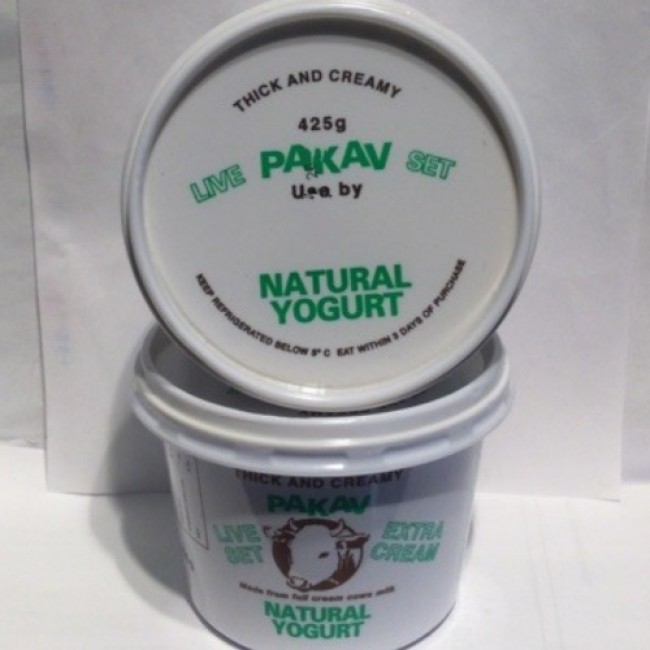 THICK AND CREAMY
425g
LIVE PAKAV SET
Use by
NATURAL
YOGURT
KEEP REFRIGERATED BELOW 5° C EAT WITHIN 3 DAYS OF PURCHASE
THICK AND CREAMY
PAKAV
LIVE SET
EXTRA CREAM
Made from full cream cows milk
NATURAL
YOGURT